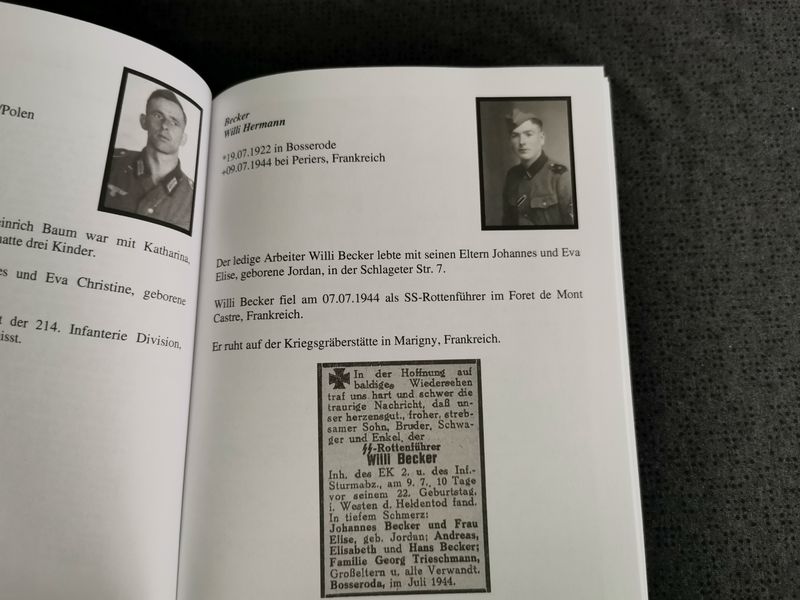 /Polen
einrich Baum war mit Katharina,
hatte drei Kinder.
es und Eva Christine, geborene
t der 214. Infanterie Division,
isst.
Becker
Willi Hermann
*19.07.1922 in Bosserode
+09.07.1944 bei Periers, Frankreich
Der ledige Arbeiter Willi Becker lebte mit seinen Eltern Johannes und Eva
Elise, geborene Jordan, in der Schlageter Str. 7.
Willi Becker fiel am 07.07.1944 als SS-Rottenführer im Foret de Mont
Castre, Frankreich.
Er ruht auf der Kriegsgräberstätte in Marigny, Frankreich.
In der Hoffnung auf
baldiges Wiedersehen
traf uns hart und schwer die
traurige Nachricht, daß un-
ser herzensgut., froher, streb-
samer Sohn, Bruder, Schwa-
ger und Enkel, der
SS-Rottenführer
Willi Becker
Inh. des EK 2. u. des Inf.-
Sturmabz., am 9. 7., 10 Tage
vor seinem 22. Geburtstag,
i. Westen d. Heldentod fand.
In tiefem Schmerz:
Johannes Becker und Frau
Elise, geb. Jordan; Andreas,
Elisabeth und Hans Becker;
Familie Georg Trieschmann,
Großeltern u. alle Verwandt.
Bosseroda, im Juli 1944.